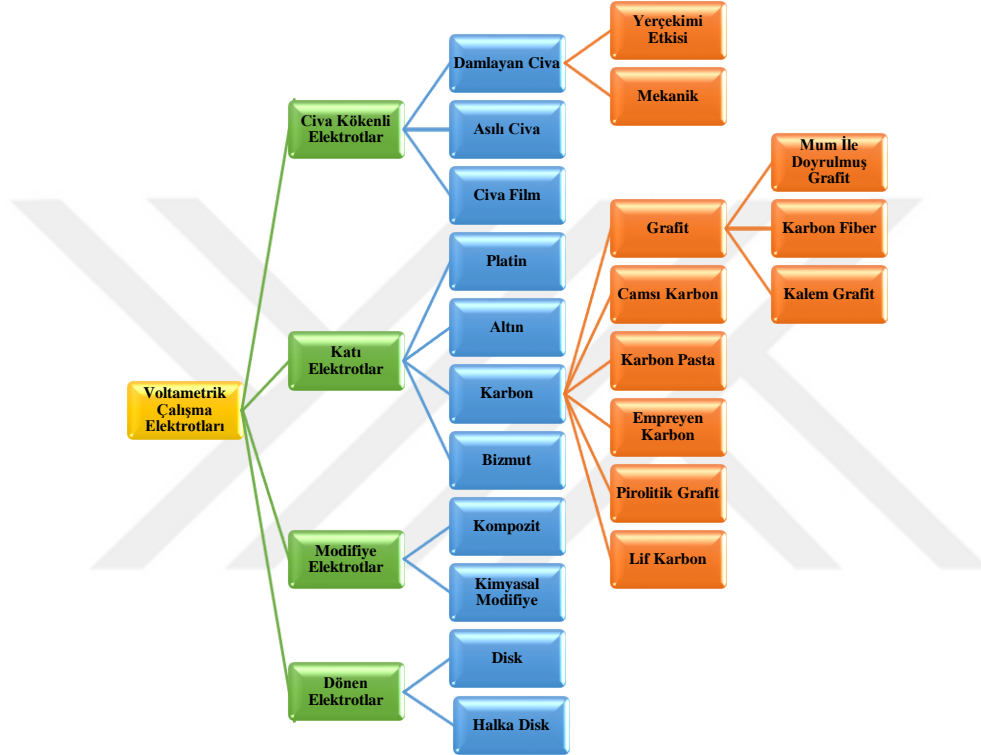 Voltametrik
Çalışma
Elektrotları
Civa Kökenli
Elektrotlar
Damlayan Civa
Yerçekimi
Etkisi
Mekanik
Asılı Civa
Civa Film
Katı
Elektrotlar
Platin
Altın
Karbon
Grafit
Mum İle
Doyrulmuş
Grafit
Karbon Fiber
Kalem Grafit
Camsı Karbon
Karbon Pasta
Empreyen
Karbon
Pirolitik Grafit
Lif Karbon
Bizmut
Modifiye
Elektrotlar
Kompozit
Kimyasal
Modifiye
Dönen
Elektrotlar
Disk
Halka Disk